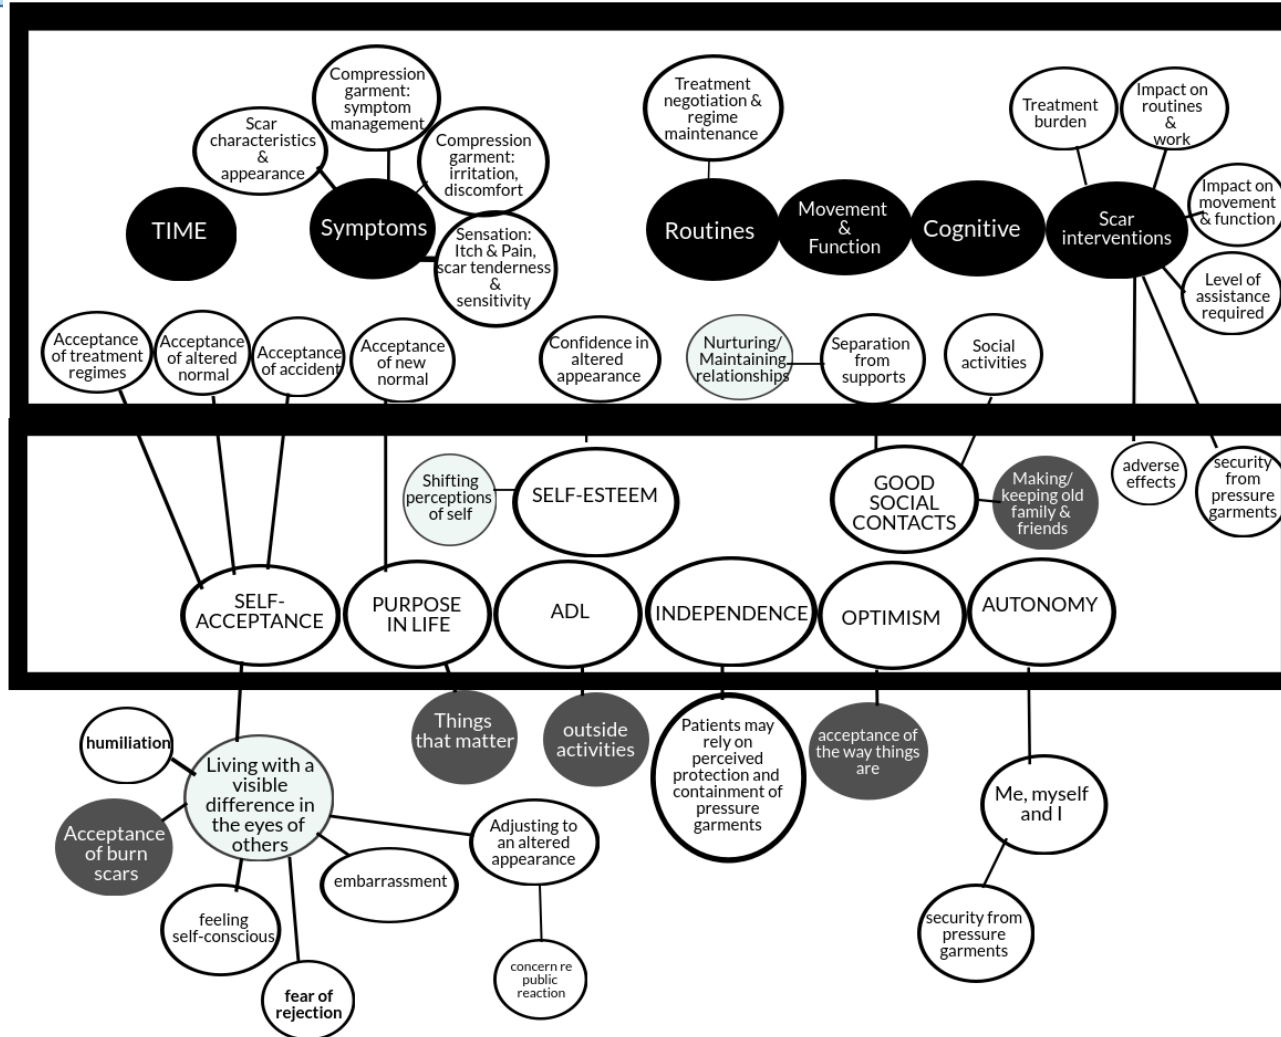 Compression
garment:
symptom
management
Scar
characteristics
&
appearance
Compression
garment:
irritation,
discomfort
TIME
Symptoms
Sensation:
Itch & Pain,
scar tenderness
&
sensitivity
Treatment
negotiation &
regime
maintenance
Routines
Movement
&
Function
Cognitive
Scar
interventions
Treatment
burden
Impact on
routines
&
work
Impact on
movement
& function
Level of
assistance
required
Acceptance
of treatment
regimes
Acceptance
of altered
normal
Acceptance
of accident
Acceptance
of new
normal
Confidence in
altered
appearance
Nurturing/
Maintaining
relationships
Separation
from
supports
Social
activities
Shifting
perceptions
of self
SELF-ESTEEM
GOOD
SOCIAL
CONTACTS
Making/
keeping old
family &
friends
adverse
effects
security
from
pressure
garments
SELF-
ACCEPTANCE
PURPOSE
IN LIFE
ADL
INDEPENDENCE
OPTIMISM
AUTONOMY
humiliation
Living with a
visible
difference in
the eyes of
others
Acceptance
of burn
scars
feeling
self-conscious
fear of
rejection
embarrassment
Adjusting to
an altered
appearance
concern re
public
reaction
Things
that matter
outside
activities
Patients may
rely on
perceived
protection and
containment of
pressure
garments
acceptance of
the way things
are
Me, myself
and I
security from
pressure
garments